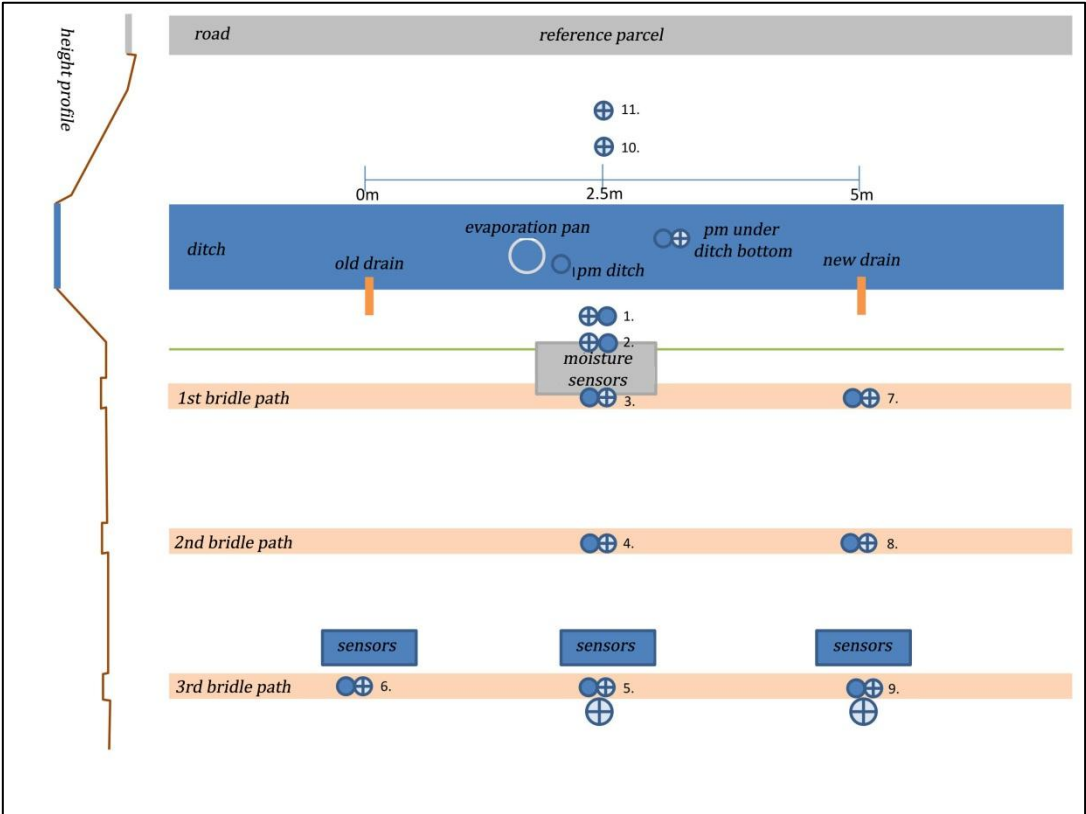 height profile
road
reference parcel
11.
10.
0m
2.5m
5m
evaporation pan
pm under
ditch bottom
ditch
old drain
pm ditch
new drain
1.
2.
moisture
sensors
1st bridle path
3.
7.
2nd bridle path
4.
8.
sensors
sensors
sensors
3rd bridle path
6.
5.
9.